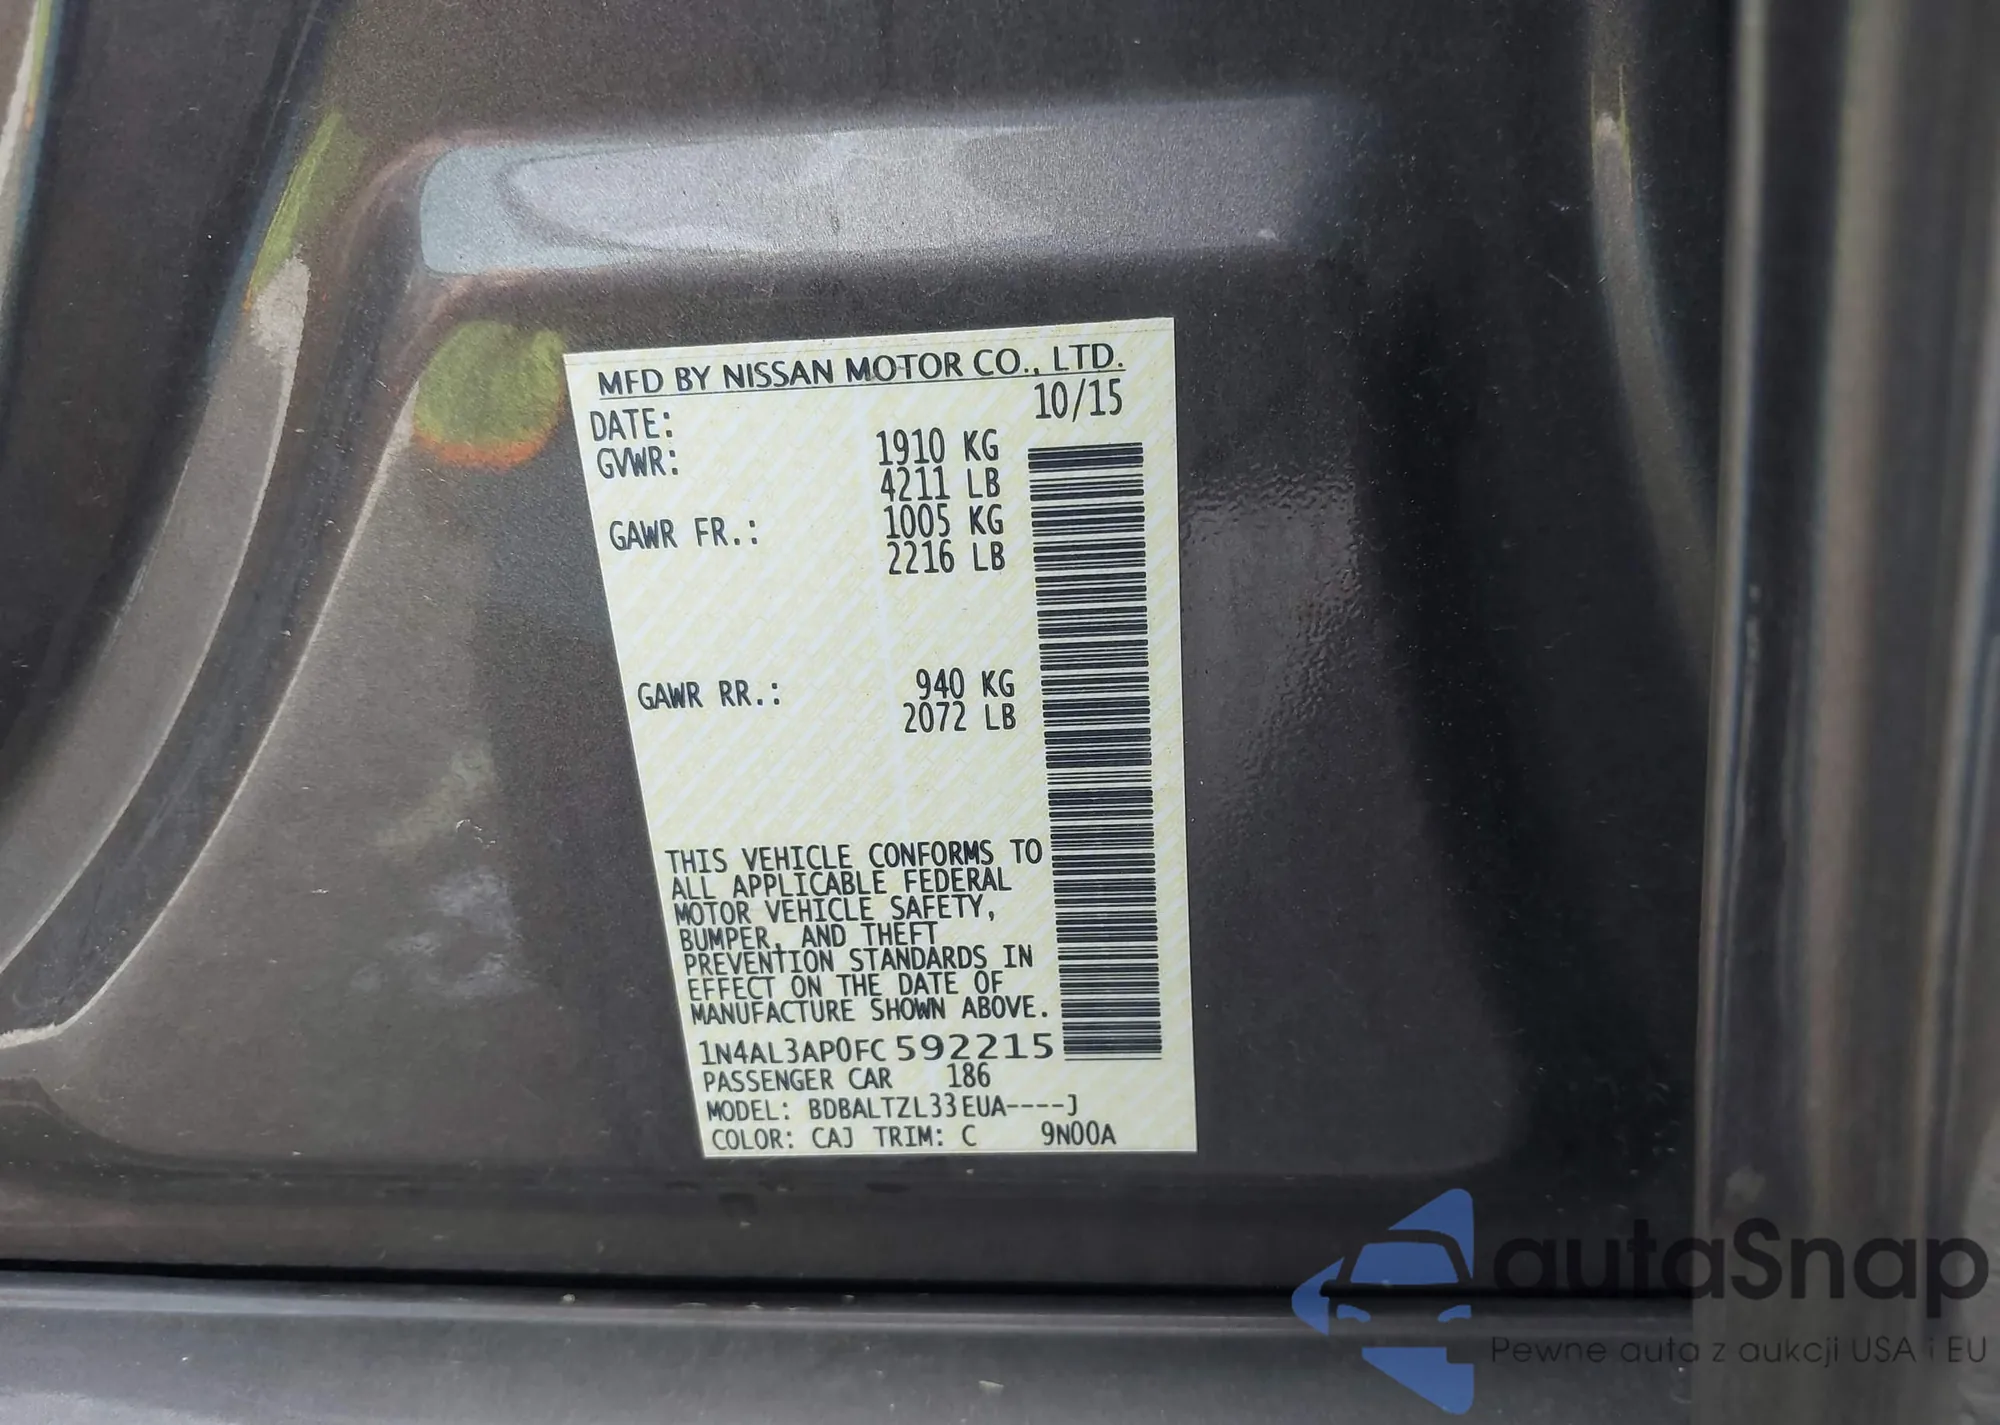 MFD BY NISSAN MOTOR CO., LTD.
DATE: 10/15
GVWR: 1910 KG
4211 LB
GAWR FR.: 1005 KG
2216 LB
GAWR RR.: 940 KG
2072 LB
THIS VEHICLE CONFORMS TO
ALL APPLICABLE FEDERAL
MOTOR VEHICLE SAFETY,
BUMPER, AND THEFT
PREVENTION STANDARDS IN
EFFECT ON THE DATE OF
MANUFACTURE SHOWN ABOVE.
1N4AL3AP0FC592215
PASSENGER CAR 186
MODEL: BDBALTZL33EUA----J
COLOR: CAJ TRIM: C 9N00A
autaSnap
Pewne auta z aukcji USA i EU